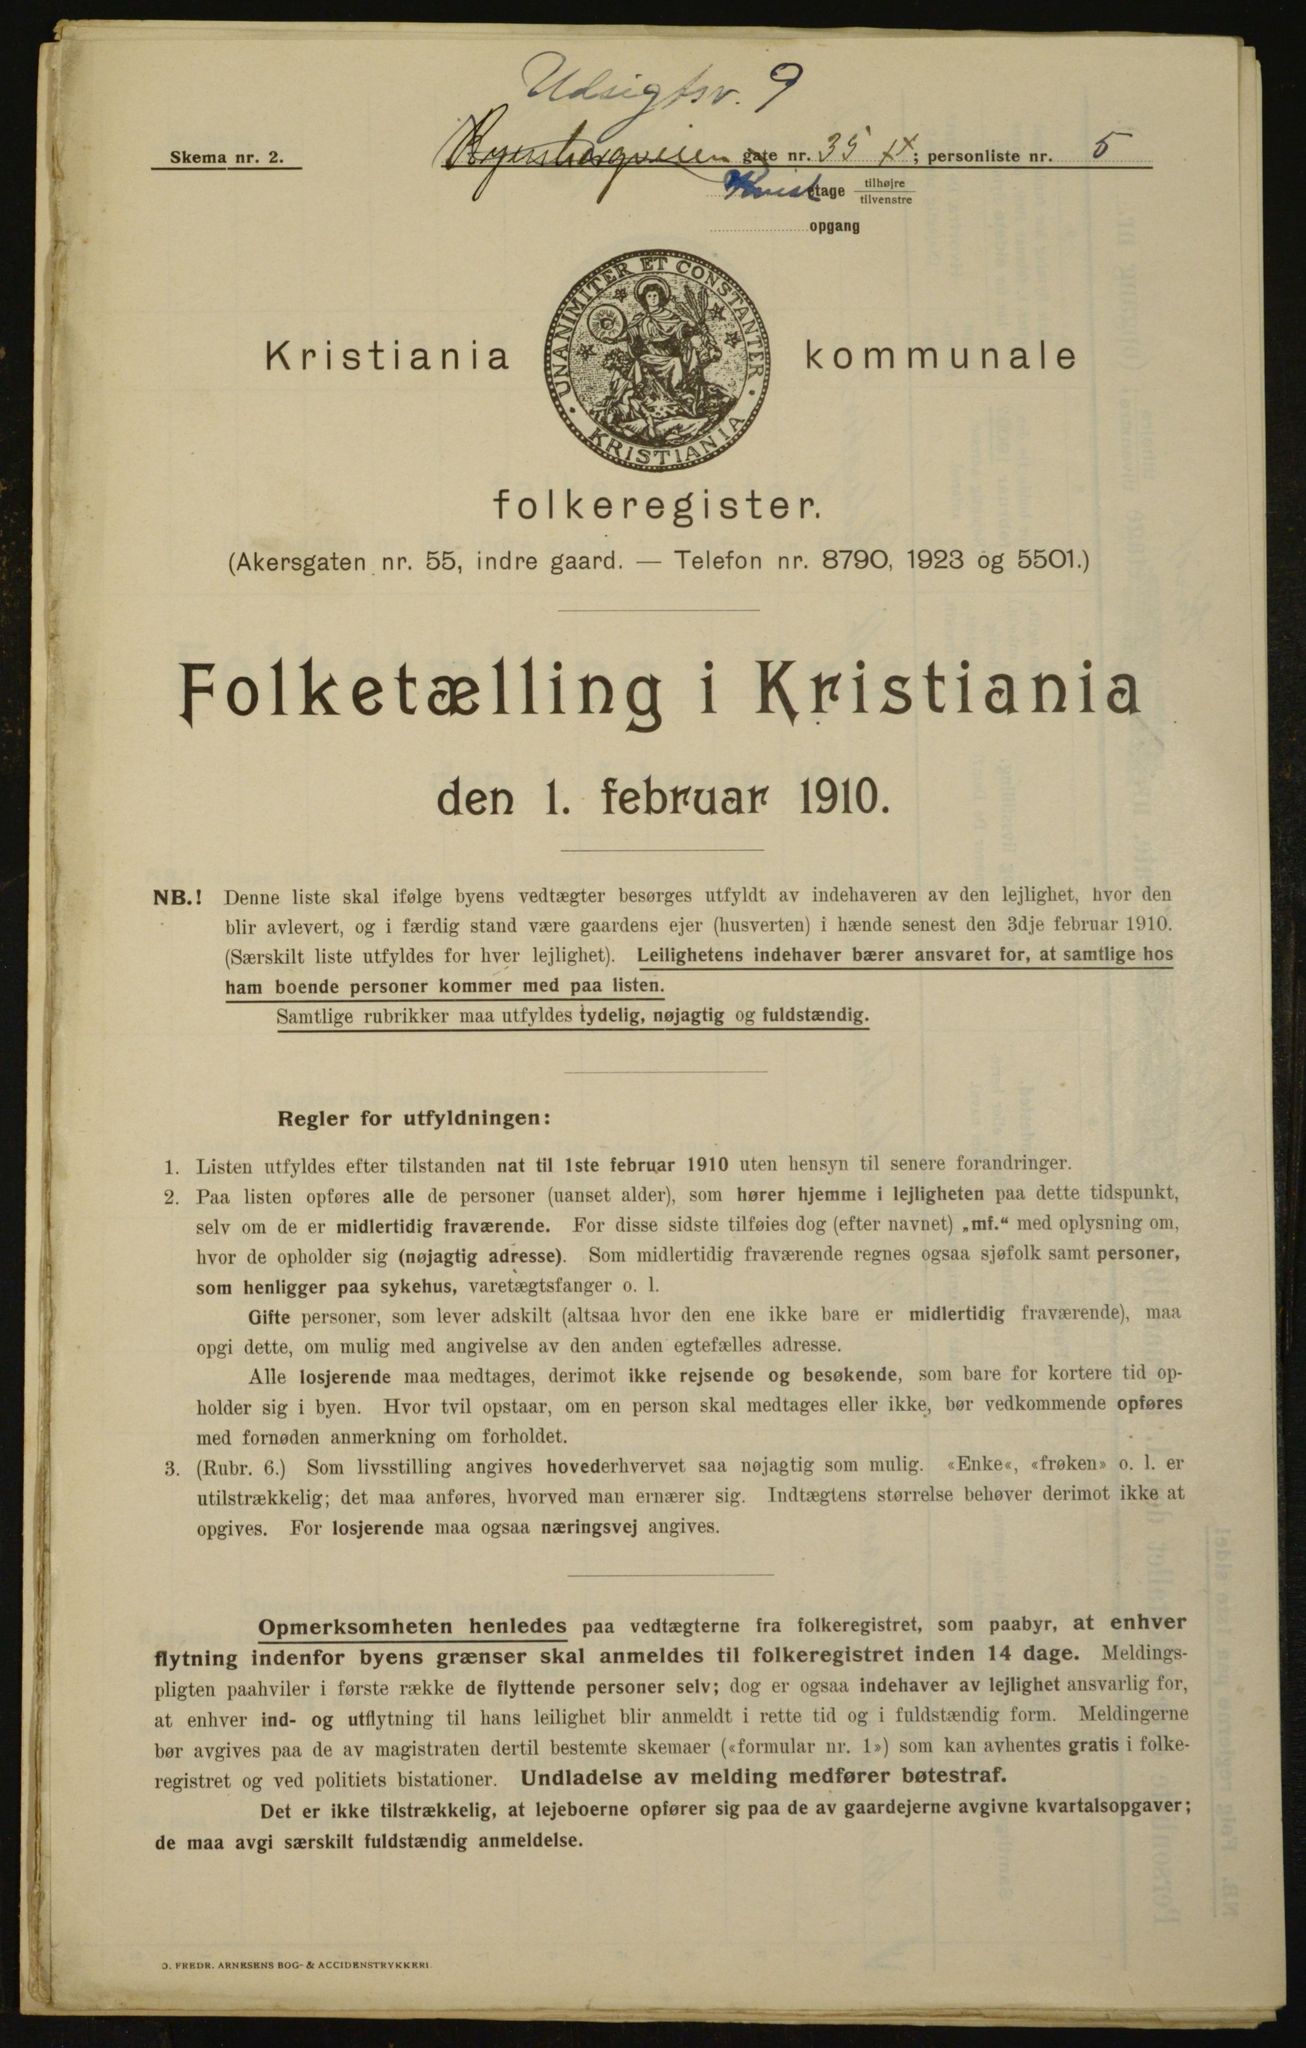 Udsigtsv. 9
Skema nr. 2.
gate nr. 35 ; personliste nr. 5
Kvist etage tilhøjre
tilvenstre
opgang
UNANIMITER ET CONSTANTER
KRISTIANIA
Kristiania kommunale
folkeregister.
(Akersgaten nr. 55, indre gaard. — Telefon nr. 8790, 1923 og 5501.)
Folketælling i Kristiania
den 1. februar 1910.
NB.! Denne liste skal ifølge byens vedtægter besørges utfyldt av indehaveren av den lejlighet, hvor den
blir avlevert, og i færdig stand være gaardens ejer (husverten) i hænde senest den 3dje februar 1910.
(Særskilt liste utfyldes for hver lejlighet). Leilighetens indehaver bærer ansvaret for, at samtlige hos
ham boende personer kommer med paa listen.
Samtlige rubrikker maa utfyldes tydelig, nøjagtig og fuldstændig.
Regler for utfyldningen:
1. Listen utfyldes efter tilstanden nat til 1ste februar 1910 uten hensyn til senere forandringer.
2. Paa listen opføres alle de personer (uanset alder), som hører hjemme i lejligheten paa dette tidspunkt,
selv om de er midlertidig fraværende. For disse sidste tilføies dog (efter navnet) „mf.“ med oplysning om,
hvor de opholder sig (nøjagtig adresse). Som midlertidig fraværende regnes ogsaa sjøfolk samt personer,
som henligger paa sykehus, varetægtsfanger o. l.
Gifte personer, som lever adskilt (altsaa hvor den ene ikke bare er midlertidig fraværende), maa
opgi dette, om mulig med angivelse av den anden egtefælles adresse.
Alle losjerende maa medtages, derimot ikke rejsende og besøkende, som bare for kortere tid op-
holder sig i byen. Hvor tvil opstaar, om en person skal medtages eller ikke, bør vedkommende opføres
med fornøden anmerkning om forholdet.
3. (Rubr. 6.) Som livsstilling angives hovederhvervet saa nøjagtig som mulig. «Enke«, «frøken» o. l. er
utilstrækkelig; det maa anføres, hvorved man ernærer sig. Indtægtens størrelse behøver derimot ikke at
opgives. For losjerende maa ogsaa næringsvej angives.
Opmerksomheten henledes paa vedtægterne fra folkeregistret, som paabyr, at enhver
flytning indenfor byens grænser skal anmeldes til folkeregistret inden 14 dage. Meldings-
pligten paahviler i første række de flyttende personer selv; dog er ogsaa indehaver av lejlighet ansvarlig for,
at enhver ind- og utflytning til hans leilighet blir anmeldt i rette tid og i fuldstændig form. Meldingerne
bør avgives paa de av magistraten dertil bestemte skemaer («formular nr. 1») som kan avhentes gratis i folke-
registret og ved politiets bistationer. Undladelse av melding medfører bøtestraf.
Det er ikke tilstrækkelig, at lejeboerne opfører sig paa de av gaardejerne avgivne kvartalsopgaver;
de maa avgi særskilt fuldstændig anmeldelse.
O. FREDR. ARNESENS BOG- & ACCIDENSTRYKKERI.